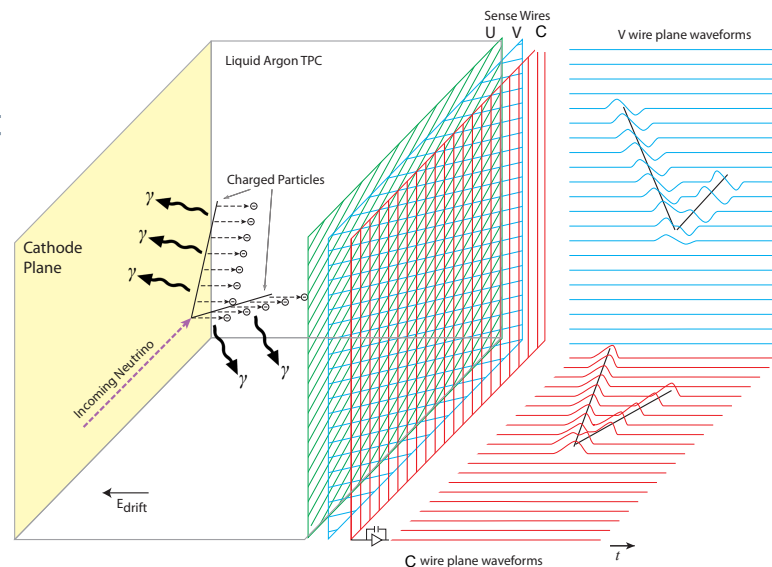 Sense Wires
U V C
V wire plane waveforms
Liquid Argon TPC
Charged Particles
γ
γ
γ
Cathode
Plane
γ
γ
Incoming Neutrino
Edrift
t
C wire plane waveforms